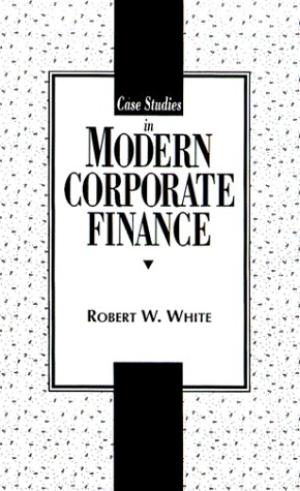 Case Studies
in
MODERN
CORPORATE
FINANCE
ROBERT W. WHITE